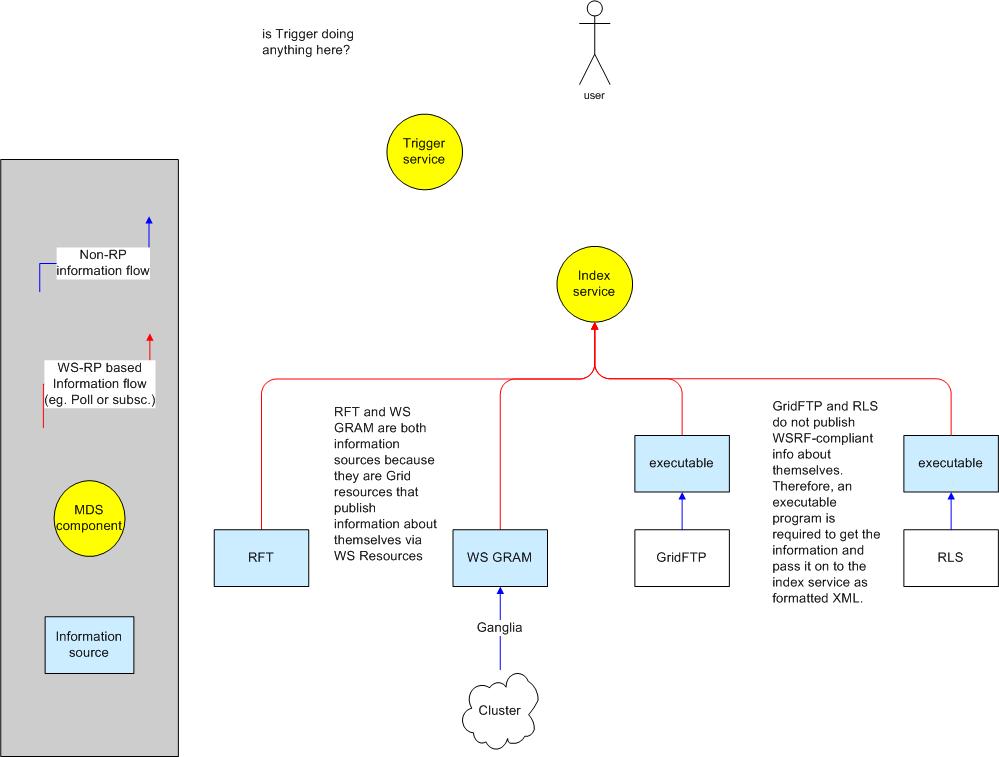 is Trigger doing
anything here?
user
Trigger
service
Non-RP
information flow
WS-RP based
Information flow
(eg. Poll or subsc.)
MDS
component
Information
source
Index
service
RFT and WS
GRAM are both
information
sources because
they are Grid
resources that
publish
information about
themselves via
WS Resources
GridFTP and RLS
do not publish
WSRF-compliant
info about
themselves.
Therefore, an
executable
program is
required to get the
information and
pass it on to the
index service as
formatted XML.
executable
executable
RFT
WS GRAM
GridFTP
RLS
Ganglia
Cluster